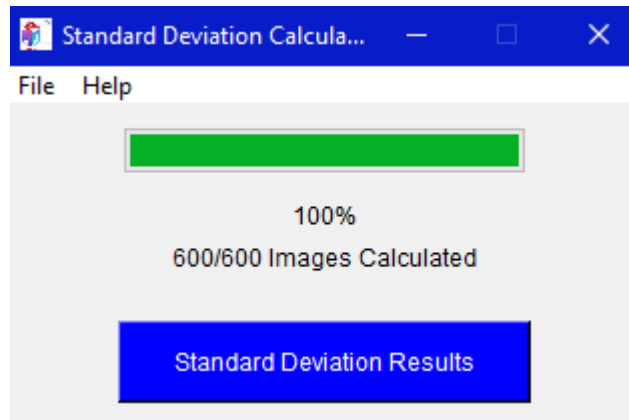 Standard Deviation Calcula...
File Help
100%
600/600 Images Calculated
Standard Deviation Results